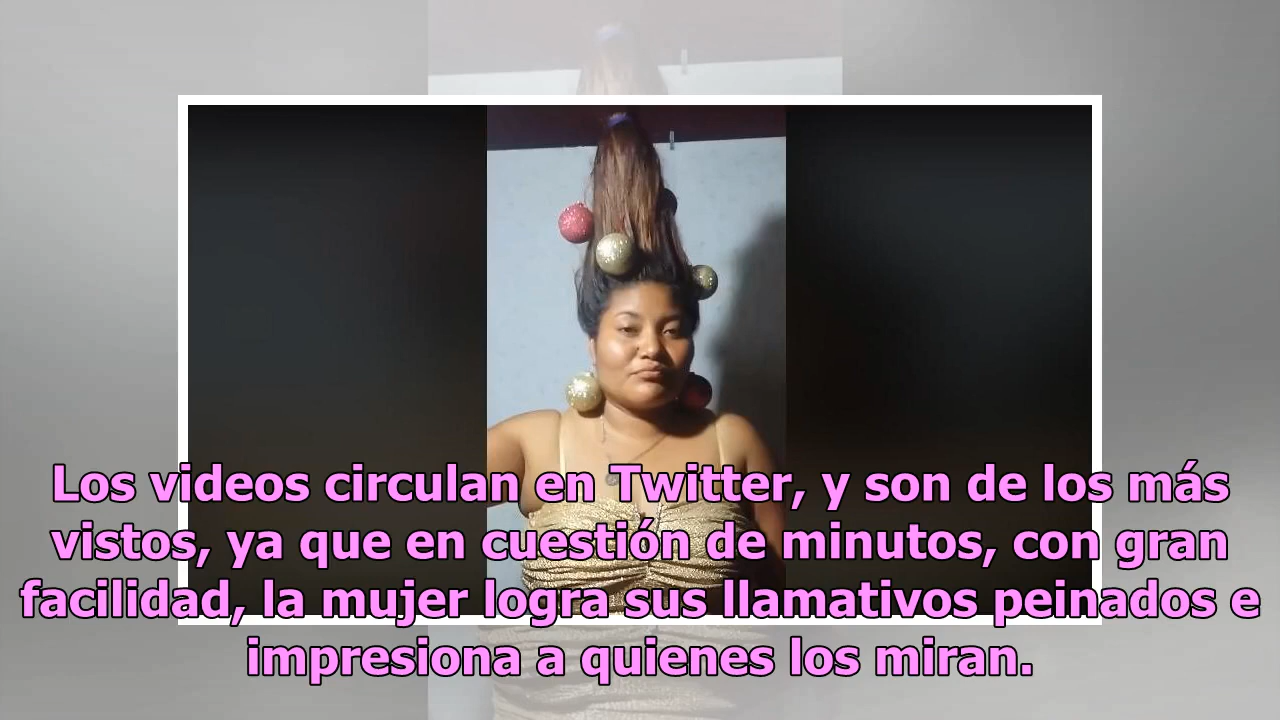 Los videos circulan en Twitter, y son de los más
vistos, ya que en cuestión de minutos, con gran
facilidad, la mujer logra sus llamativos peinados e
impresiona a quienes los miran.